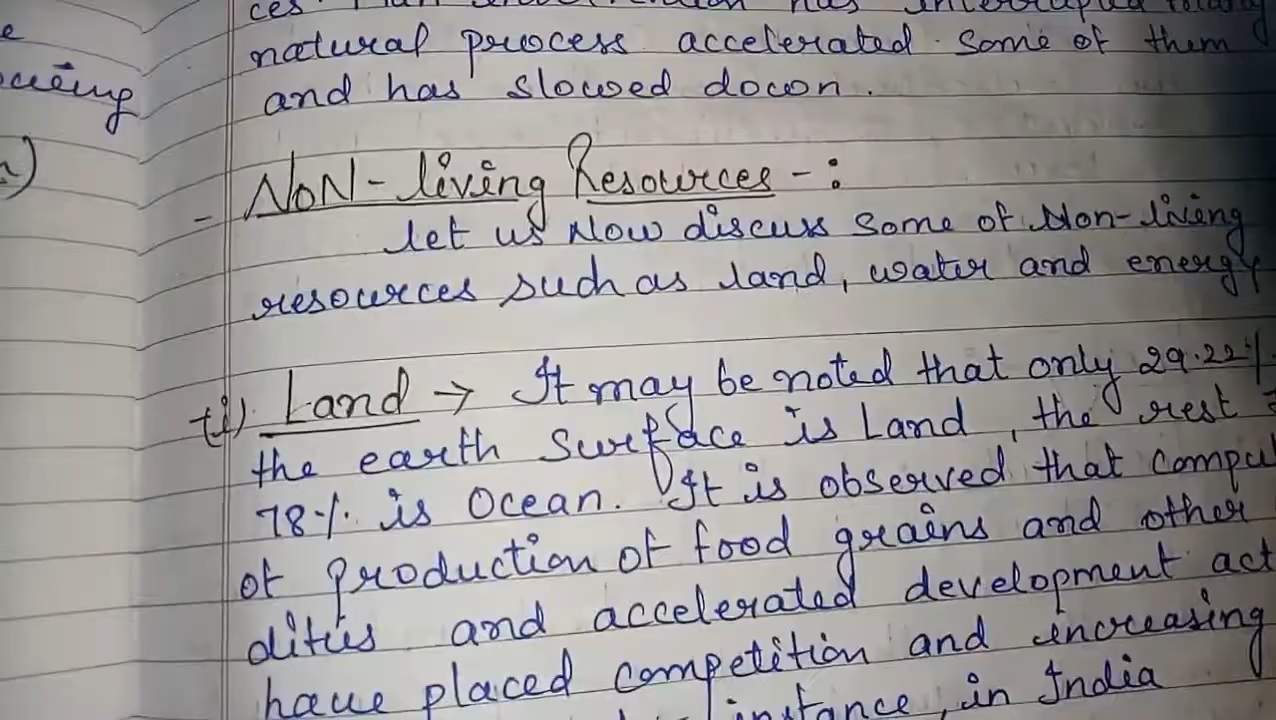 e
ces
natural process accelerated. Some of them
and has slowed docon.
NoN-living Resources -:
let us Now discuss some of Non-living
resources such as land, water and energy
ti) Land → It may be noted that only 29.22%
the earth Surface is Land, the rest
78% is Ocean. It is observed that compul
of production of food grains and other
dities and accelerated development act
have placed competition and increasing
instance, in India